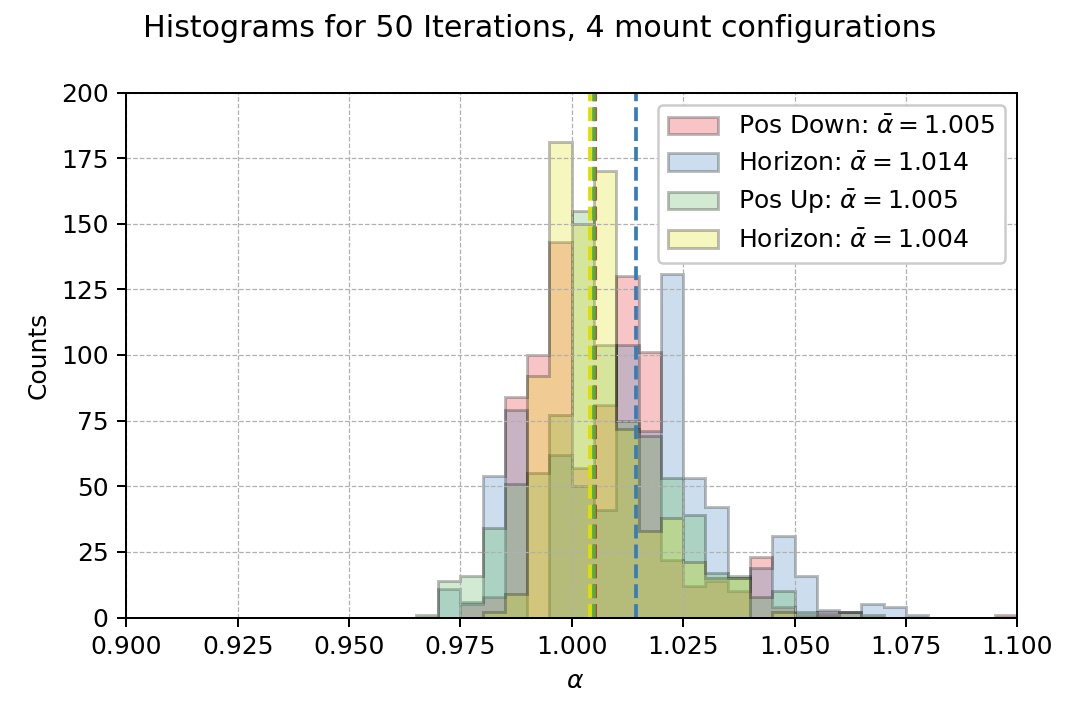 Histograms for 50 Iterations, 4 mount configurations
200
175
150
125
100
75
50
25
0
Counts
Pos Down: ᾱ = 1.005
Horizon: ᾱ = 1.014
Pos Up: ᾱ = 1.005
Horizon: ᾱ = 1.004
0.900 0.925 0.950 0.975 1.000 1.025 1.050 1.075 1.100
α